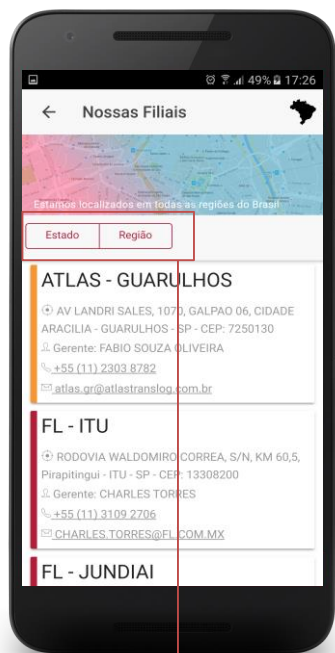 49% 17:26
Nossas Filiais
Estamos localizados em todas as regiões do Brasil
Estado Região
ATLAS - GUARULHOS
AV LANDRI SALES, 1070, GALPAO 06, CIDADE
ARACILIA - GUARULHOS - SP - CEP: 7250130
Gerente: FABIO SOUZA OLIVEIRA
+55 (11) 2303 8782
atlas.gr@atlastranslog.com.br
FL - ITU
RODOVIA WALDOMIRO CORREA, S/N, KM 60,5,
Pirapitingui - ITU - SP - CEP: 13308200
Gerente: CHARLES TORRES
+55 (11) 3109 2706
CHARLES.TORRES@FL.COM.MX
FL - JUNDIAI